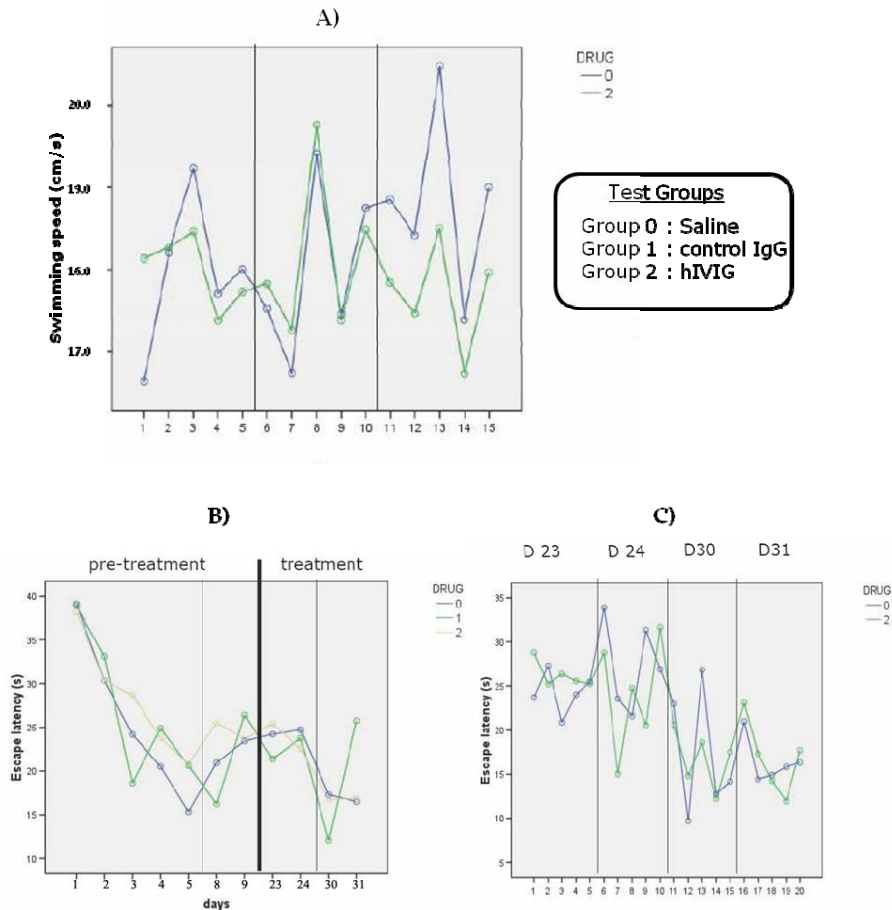 A)
DRUG
0
2
20.0
19.0
16.0
17.0
Swimming speed (cm/s)
1 2 3 4 5 6 7 8 9 10 11 12 13 14 15
Test Groups
Group 0 : Saline
Group 1 : control IgG
Group 2 : hIVIG
B)
pre-treatment treatment
DRUG
0
1
2
40
35
30
25
20
15
10
Escape latency (s)
1 2 3 4 5 8 9 23 24 30 31
days
C)
D 23 D 24 D30 D31
DRUG
0
2
35
30
25
20
15
10
5
Escape latency (s)
1 2 3 4 5 6 7 8 9 10 11 12 13 14 15 16 17 18 19 20